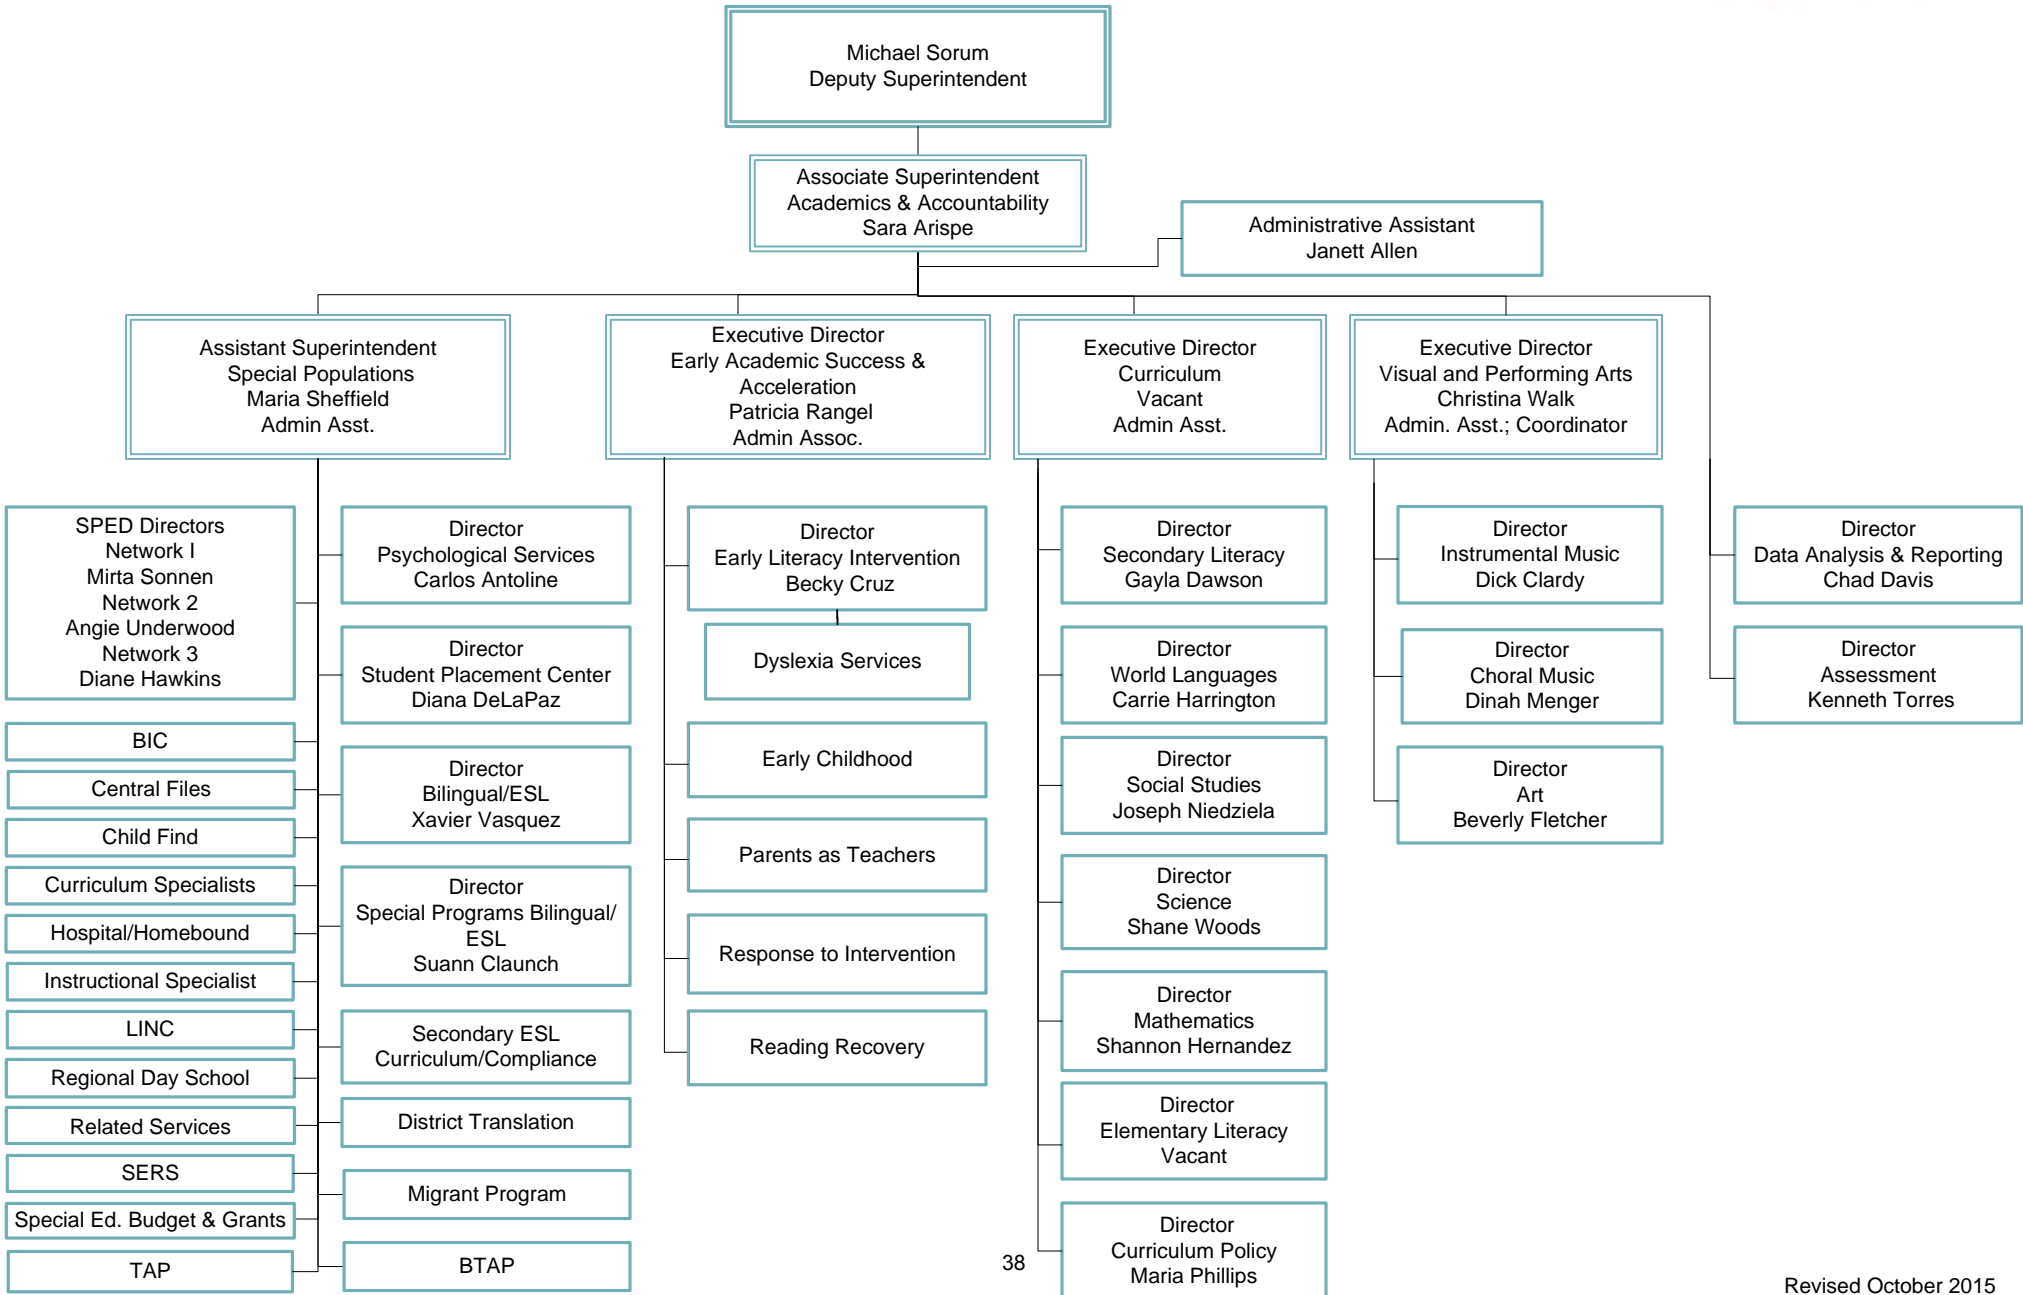 Michael Sorum
Deputy Superintendent
Associate Superintendent
Academics & Accountability
Sara Arispe
Administrative Assistant
Janett Allen
Assistant Superintendent
Special Populations
Maria Sheffield
Admin Asst.
Executive Director
Early Academic Success &
Acceleration
Patricia Rangel
Admin Assoc.
Executive Director
Curriculum
Vacant
Admin Asst.
Executive Director
Visual and Performing Arts
Christina Walk
Admin. Asst.; Coordinator
SPED Directors
Network I
Mirta Sonnen
Network 2
Angie Underwood
Network 3
Diane Hawkins
BIC
Central Files
Child Find
Curriculum Specialists
Hospital/Homebound
Instructional Specialist
LINC
Regional Day School
Related Services
SERS
Special Ed. Budget & Grants
TAP
Director
Psychological Services
Carlos Antoline
Director
Student Placement Center
Diana DeLaPaz
Director
Bilingual/ESL
Xavier Vasquez
Director
Special Programs Bilingual/
ESL
Suann Claunch
Secondary ESL
Curriculum/Compliance
District Translation
Migrant Program
BTAP
Director
Early Literacy Intervention
Becky Cruz
Dyslexia Services
Early Childhood
Parents as Teachers
Response to Intervention
Reading Recovery
Director
Secondary Literacy
Gayla Dawson
Director
World Languages
Carrie Harrington
Director
Social Studies
Joseph Niedziela
Director
Science
Shane Woods
Director
Mathematics
Shannon Hernandez
Director
Elementary Literacy
Vacant
Director
Curriculum Policy
Maria Phillips
Director
Instrumental Music
Dick Clardy
Director
Choral Music
Dinah Menger
Director
Art
Beverly Fletcher
Director
Data Analysis & Reporting
Chad Davis
Director
Assessment
Kenneth Torres
38
Revised October 2015